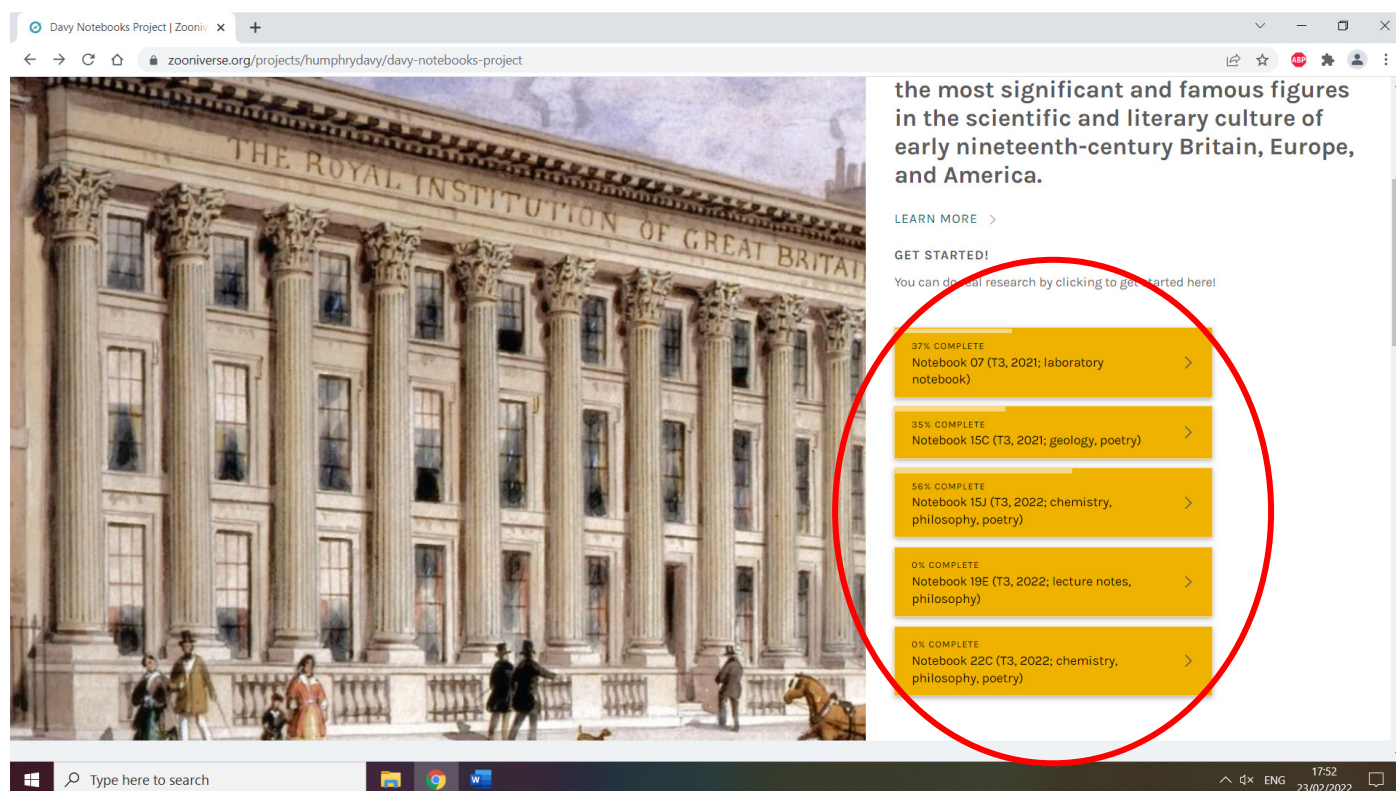 Davy Notebooks Project | Zooniv
zooniverse.org/projects/humphrydavy/davy-notebooks-project
ABP
THE ROYAL INSTITUTION OF GREAT BRITAI
the most significant and famous figures
in the scientific and literary culture of
early nineteenth-century Britain, Europe,
and America.
LEARN MORE
GET STARTED!
You can do real research by clicking to get started here!
37% COMPLETE
Notebook 07 (T3, 2021; laboratory
notebook)
35% COMPLETE
Notebook 15C (T3, 2021; geology, poetry)
56% COMPLETE
Notebook 15J (T3, 2022; chemistry,
philosophy, poetry)
0% COMPLETE
Notebook 19E (T3, 2022; lecture notes,
philosophy)
0% COMPLETE
Notebook 22C (T3, 2022; chemistry,
philosophy, poetry)
Type here to search
W
ENG
17:52
23/02/2022